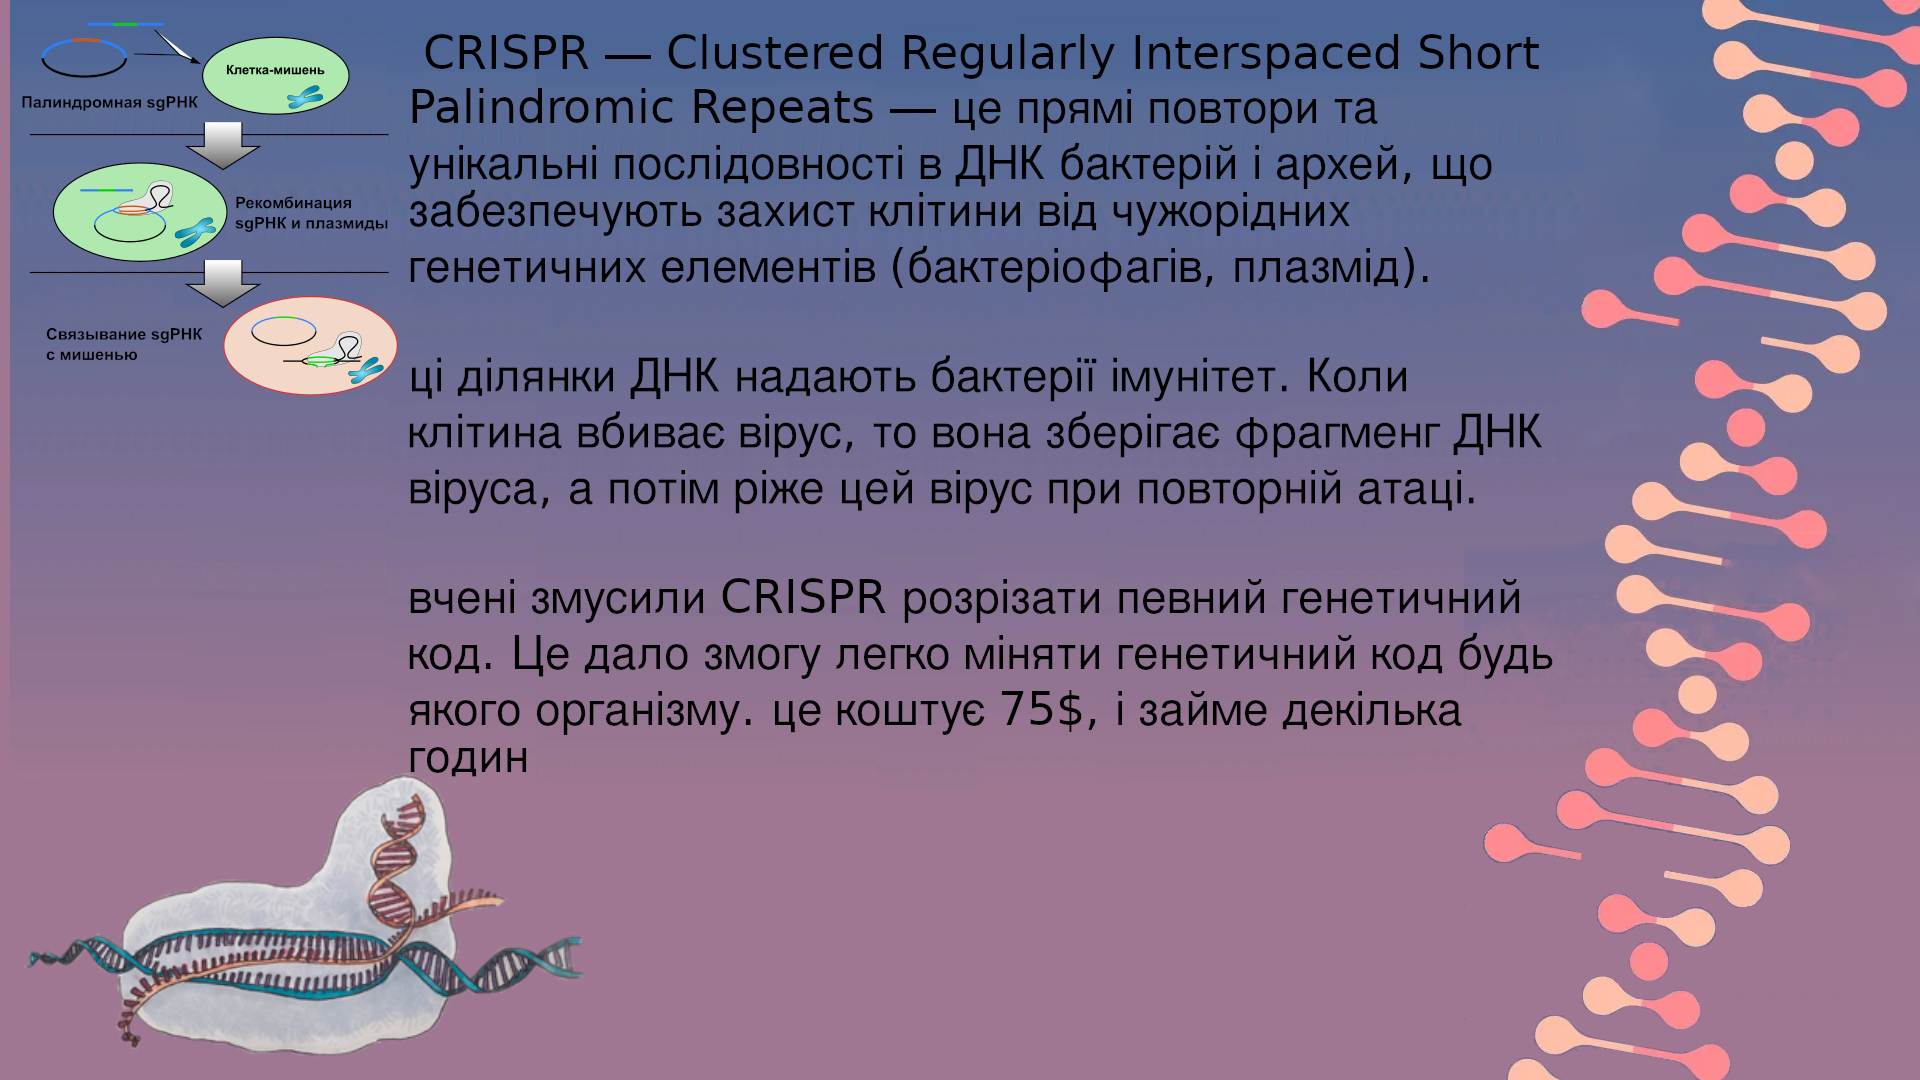 Клетка-мишень
Палиндромная sgРНК
Рекомбинация
sgРНК и плазмиды
Связывание sgРНК
с мишенью
CRISPR — Clustered Regularly Interspaced Short
Palindromic Repeats — це прямі повтори та
унікальні послідовності в ДНК бактерій і архей, що
забезпечують захист клітини від чужорідних
генетичних елементів (бактеріофагів, плазмід).
ці ділянки ДНК надають бактерії імунітет. Коли
клітина вбиває вірус, то вона зберігає фрагменг ДНК
віруса, а потім ріже цей вірус при повторній атаці.
вчені змусили CRISPR розрізати певний генетичний
код. Це дало змогу легко міняти генетичний код будь
якого організму. це коштує 75$, і займе декілька
годин